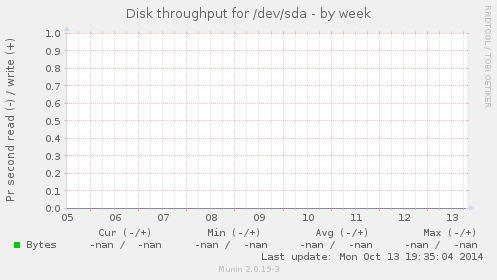 Disk throughput for /dev/sda - by week
RRDTOOL / TOBI OETIKER
Pr second read (-) / write (+)
1.0
0.9
0.8
0.7
0.6
0.5
0.4
0.3
0.2
0.1
0.0
05 06 07 08 09 10 11 12 13
Cur (-/+) Min (-/+) Avg (-/+) Max (-/+)
Bytes -nan / -nan -nan / -nan -nan / -nan -nan / -nan
Last update: Mon Oct 13 19:35:04 2014
Munin 2.0.19-3